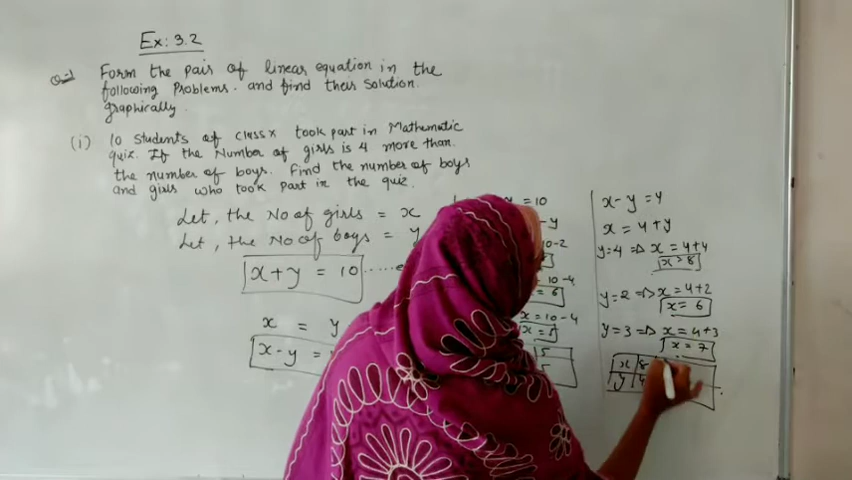 Ex: 3.2
Q.1 Form the pair of linear equation in the
following Problems. and find their Solution
graphically.
(i) 10 Students of class x took part in Mathematic
quiz. If the Number of girls is 4 more than.
the number of boys. Find the number of boys
and girls who took part in the quiz.
Let, the No of girls = x
Let, the No of boys = y
x+y = 10 ......
x = y
x-y =
= 10
-y
10-2
10-4
x = 6
x = 10-4
x = 5
5
x-y = 4
x = 4+y
y=4 => x = 4+4
x = 8
y=2 => x = 4+2
x = 6
y=3 => x = 4+3
x = 7
x 8
y 4